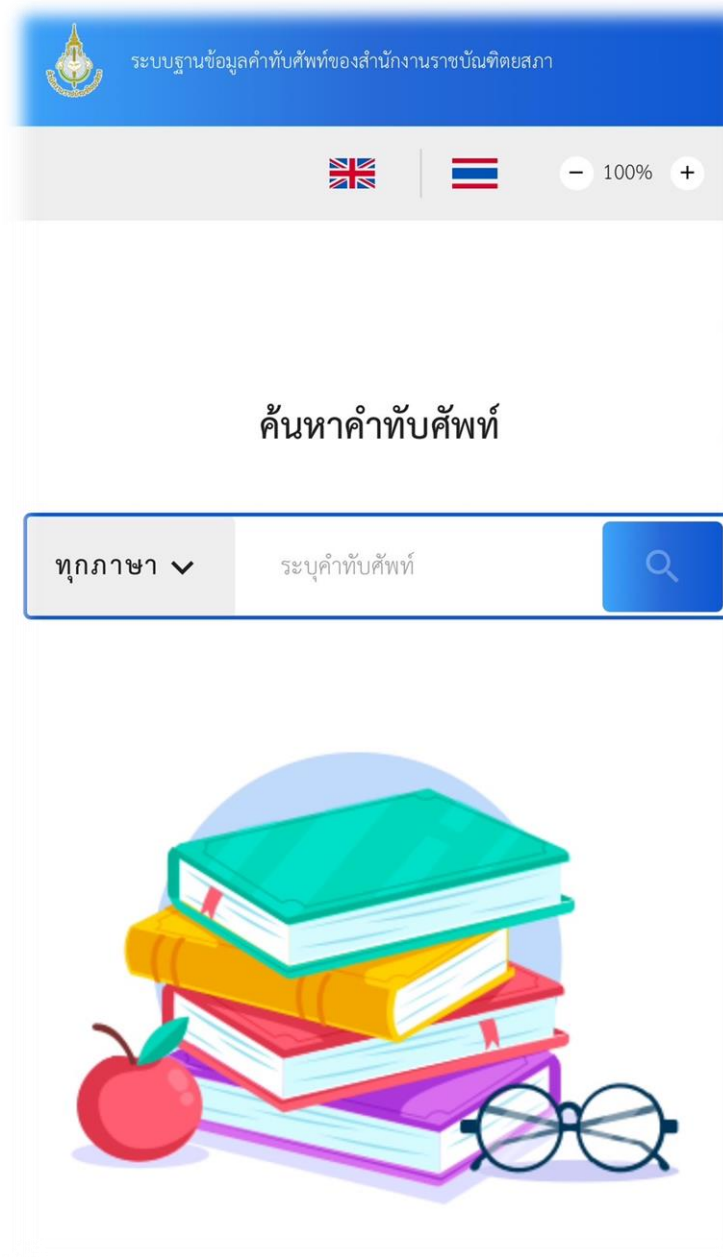 ระบบฐานข้อมูลคำทับศัพท์ของสำนักงานราชบัณฑิตยสภา
− 100% +
ค้นหาคำทับศัพท์
ทุกภาษา
ระบุคำทับศัพท์